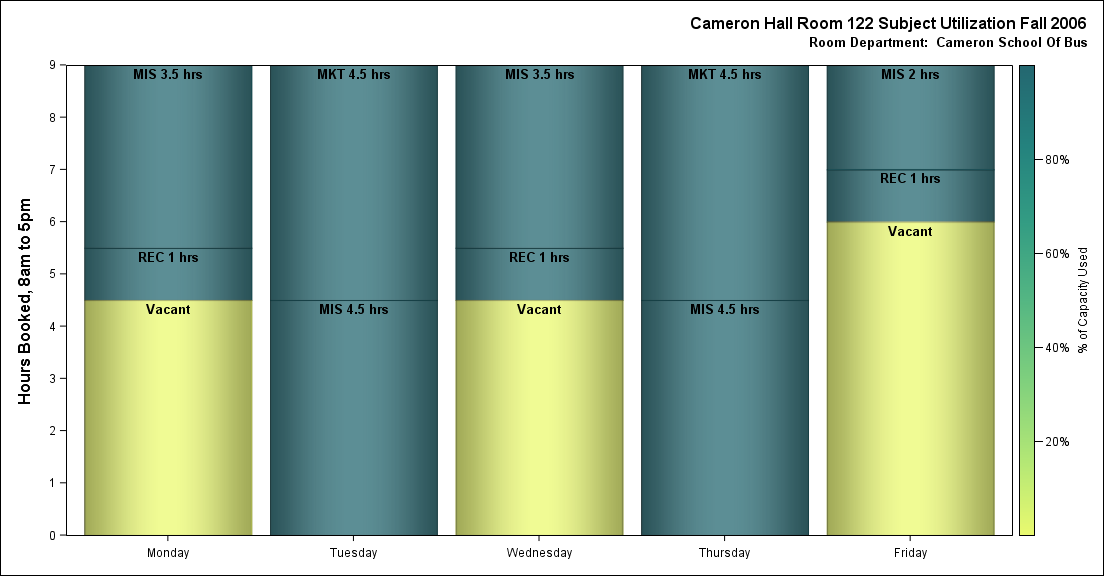 Cameron Hall Room 122 Subject Utilization Fall 2006
Room Department:  Cameron School Of Bus
Hours Booked, 8am to 5pm
9
8
7
6
5
4
3
2
1
0
MIS 3.5 hrs
REC 1 hrs
Vacant
MKT 4.5 hrs
MIS 4.5 hrs
MIS 3.5 hrs
REC 1 hrs
Vacant
MKT 4.5 hrs
MIS 4.5 hrs
MIS 2 hrs
REC 1 hrs
Vacant
Monday
Tuesday
Wednesday
Thursday
Friday
80%
60%
40%
20%
% of Capacity Used